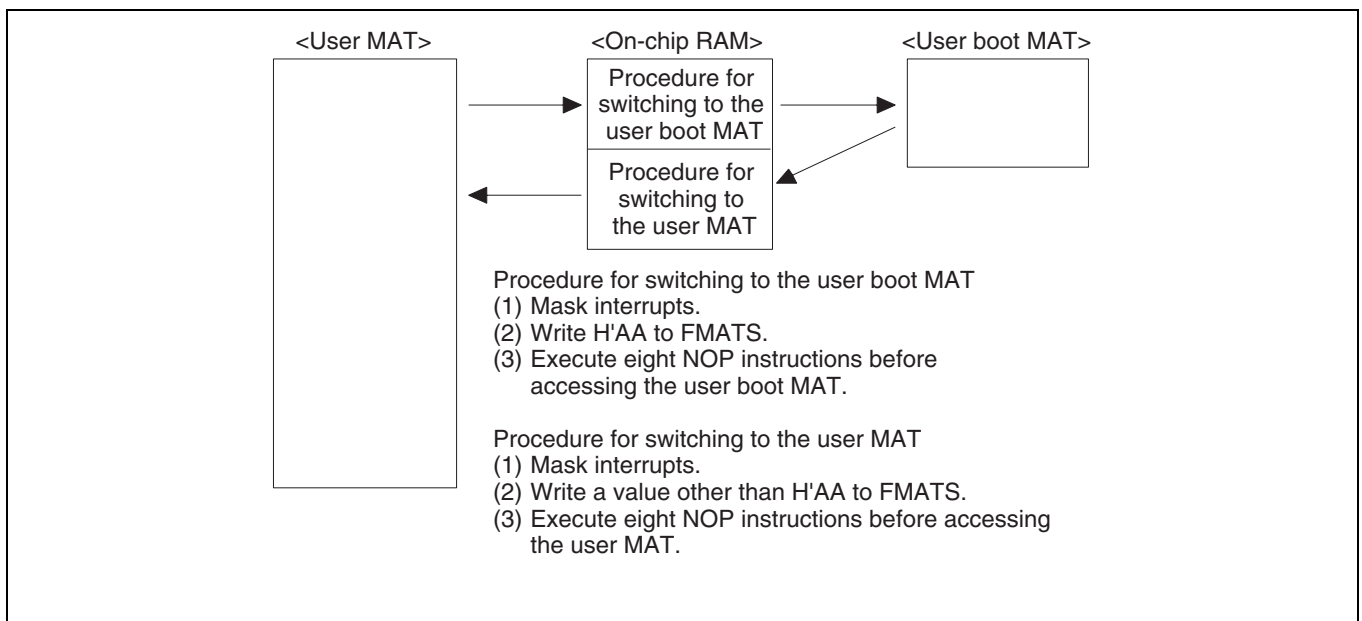 <User MAT>
<On-chip RAM>
<User boot MAT>
Procedure for
switching to the
user boot MAT
Procedure for
switching to
the user MAT
Procedure for switching to the user boot MAT
(1) Mask interrupts.
(2) Write H'AA to FMATS.
(3) Execute eight NOP instructions before
accessing the user boot MAT.
Procedure for switching to the user MAT
(1) Mask interrupts.
(2) Write a value other than H'AA to FMATS.
(3) Execute eight NOP instructions before accessing
the user MAT.